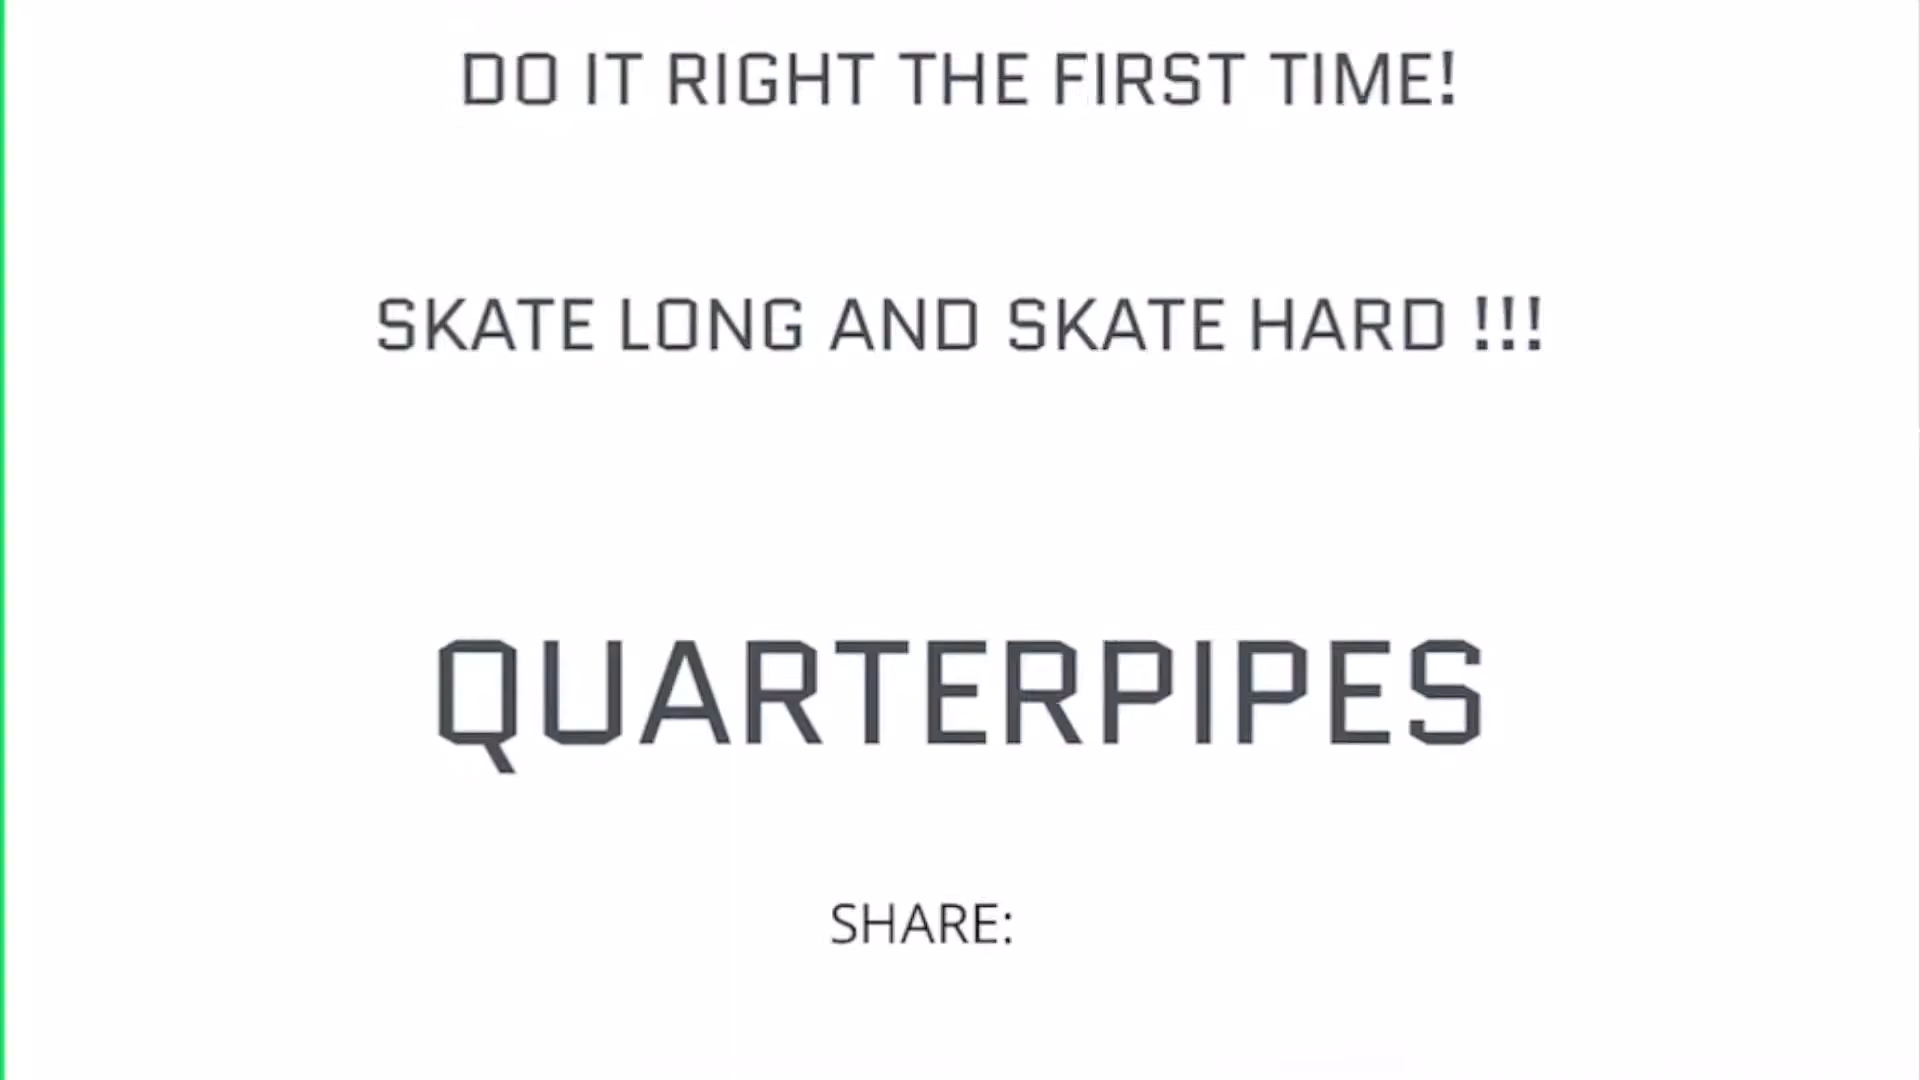 DO IT RIGHT THE FIRST TIME!
SKATE LONG AND SKATE HARD !!!
QUARTERPIPES
SHARE: